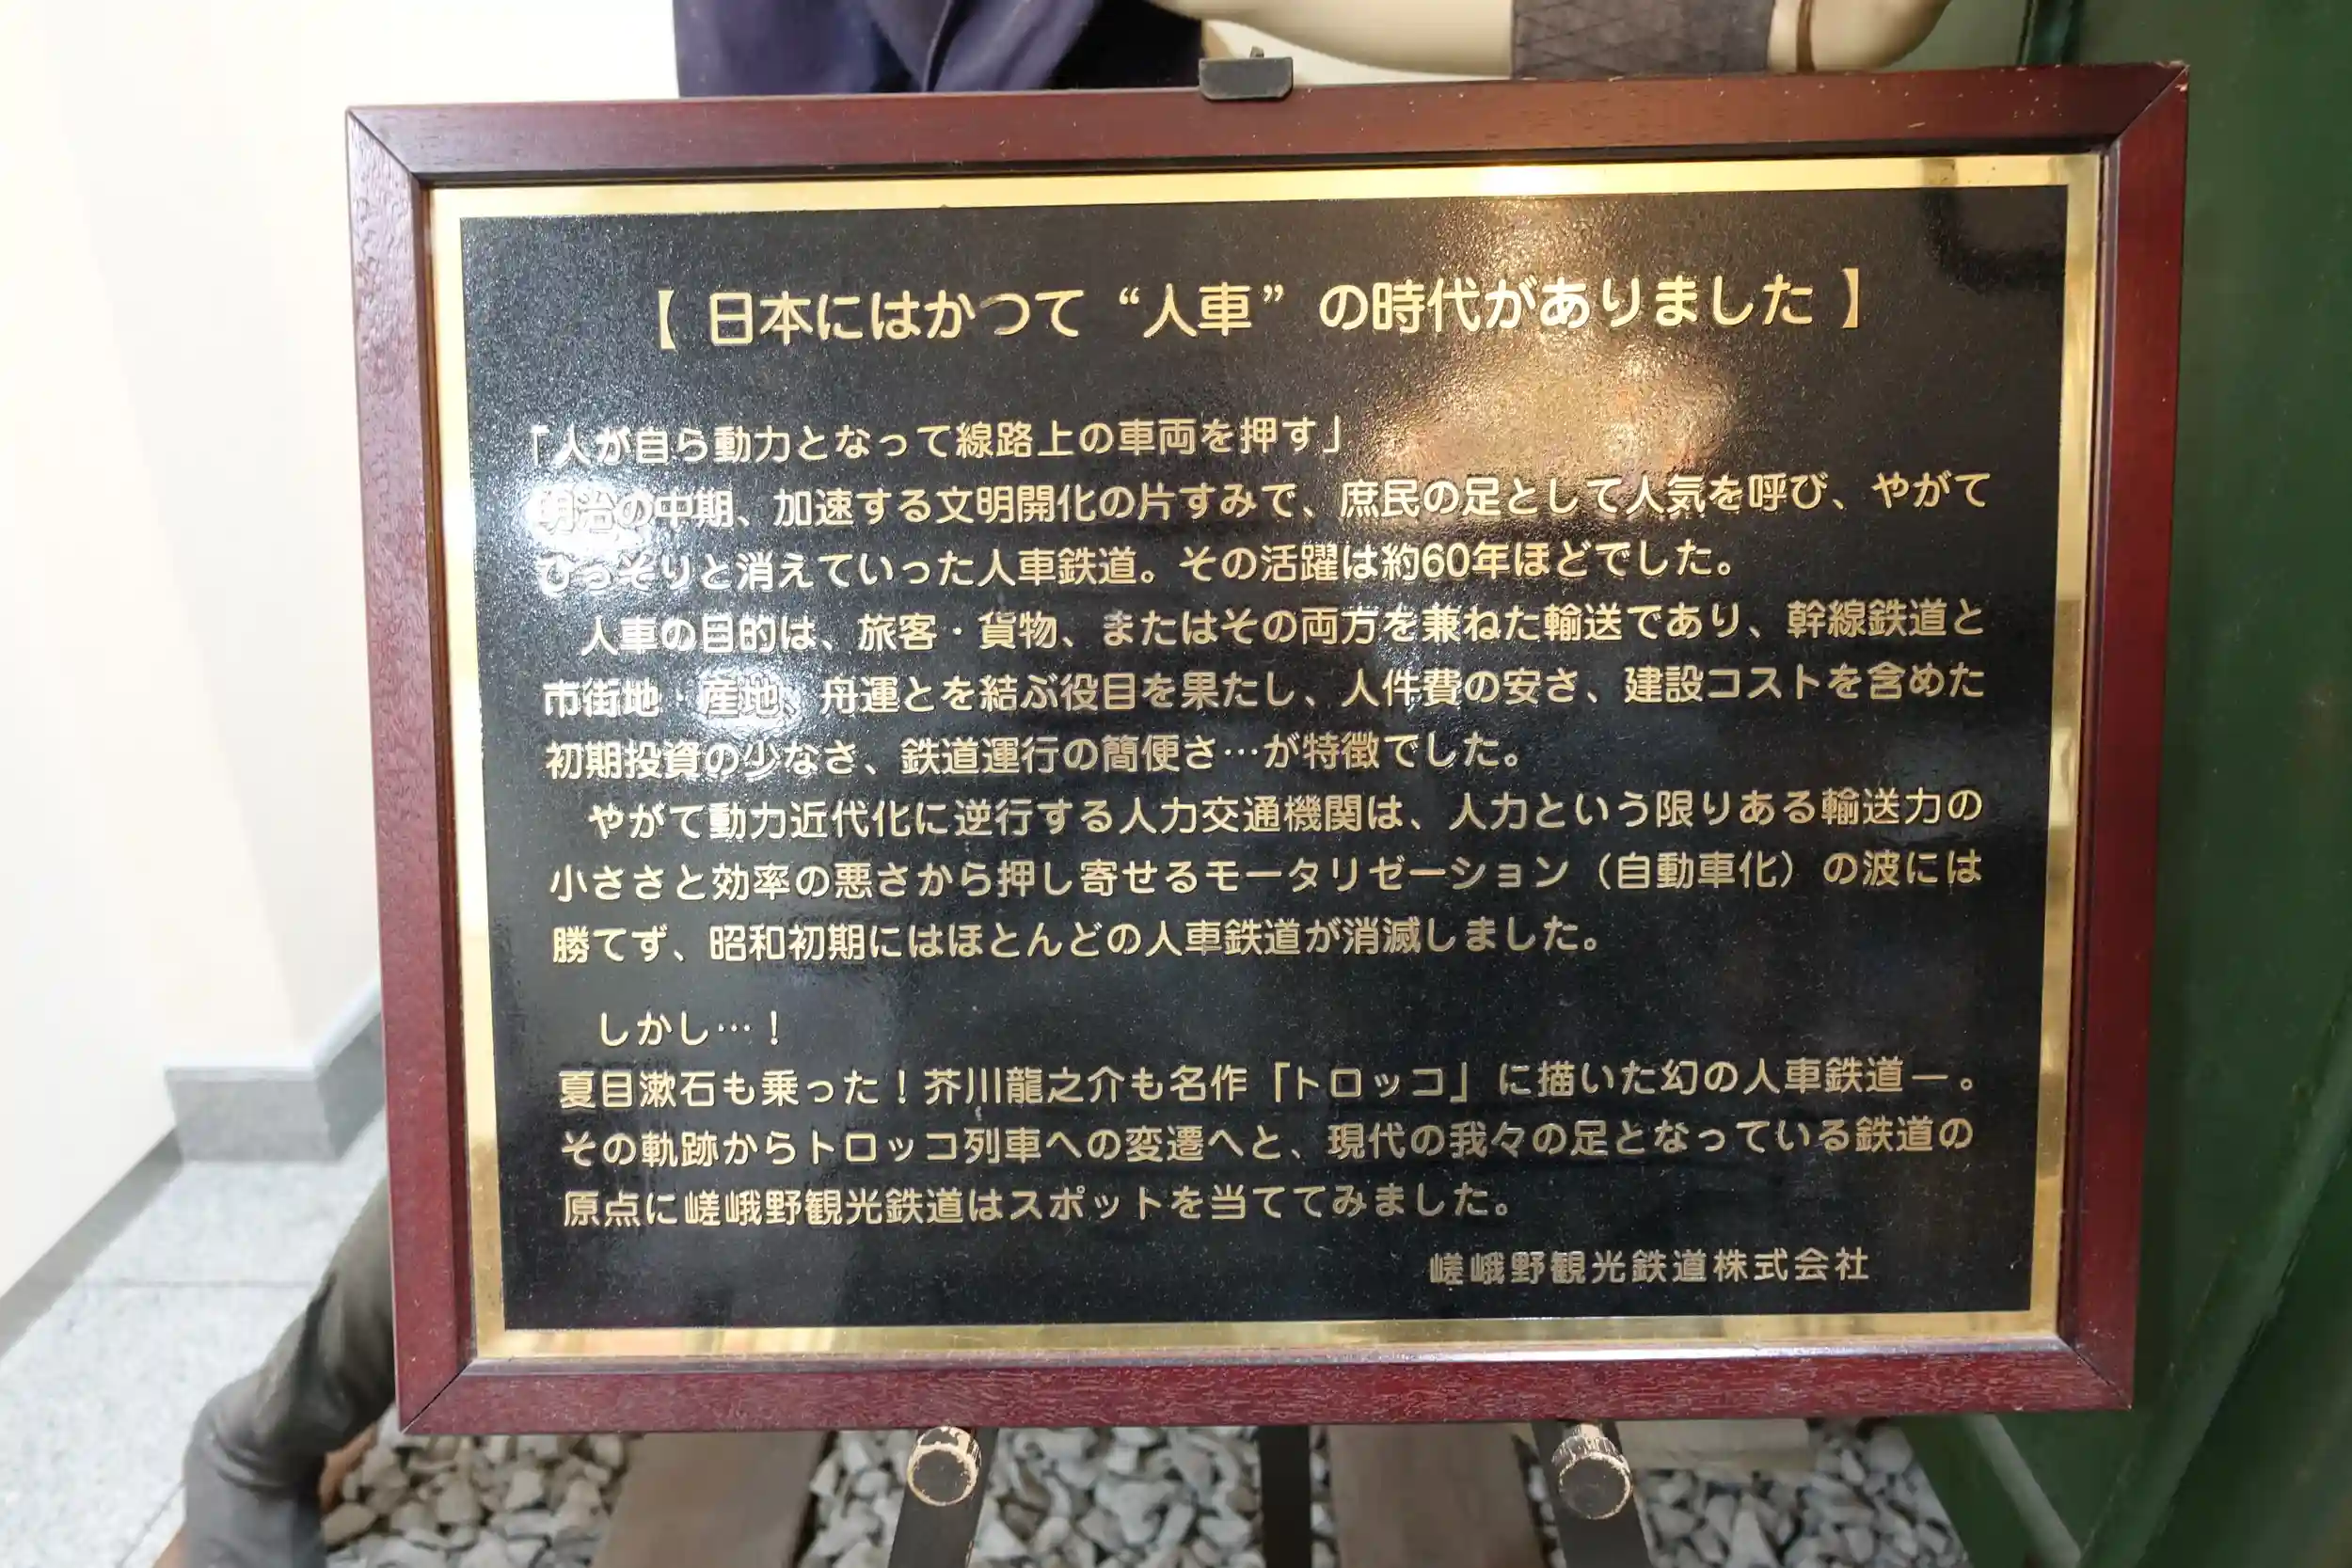 【 日本にはかつて “人車” の時代がありました 】
「人が自ら動力となって線路上の車両を押す」
明治の中期、加速する文明開化の片すみで、庶民の足として人気を呼び、やがて
ひっそりと消えていった人車鉄道。その活躍は約60年ほどでした。
　人車の目的は、旅客・貨物、またはその両方を兼ねた輸送であり、幹線鉄道と
市街地・産地、舟運とを結ぶ役目を果たし、人件費の安さ、建設コストを含めた
初期投資の少なさ、鉄道運行の簡便さ…が特徴でした。
　やがて動力近代化に逆行する人力交通機関は、人力という限りある輸送力の
小ささと効率の悪さから押し寄せるモータリゼーション（自動車化）の波には
勝てず、昭和初期にはほとんどの人車鉄道が消滅しました。
　しかし…！
夏目漱石も乗った！芥川龍之介も名作「トロッコ」に描いた幻の人車鉄道―。
その軌跡からトロッコ列車への変遷へと、現代の我々の足となっている鉄道の
原点に嵯峨野観光鉄道はスポットを当ててみました。
嵯峨野観光鉄道株式会社